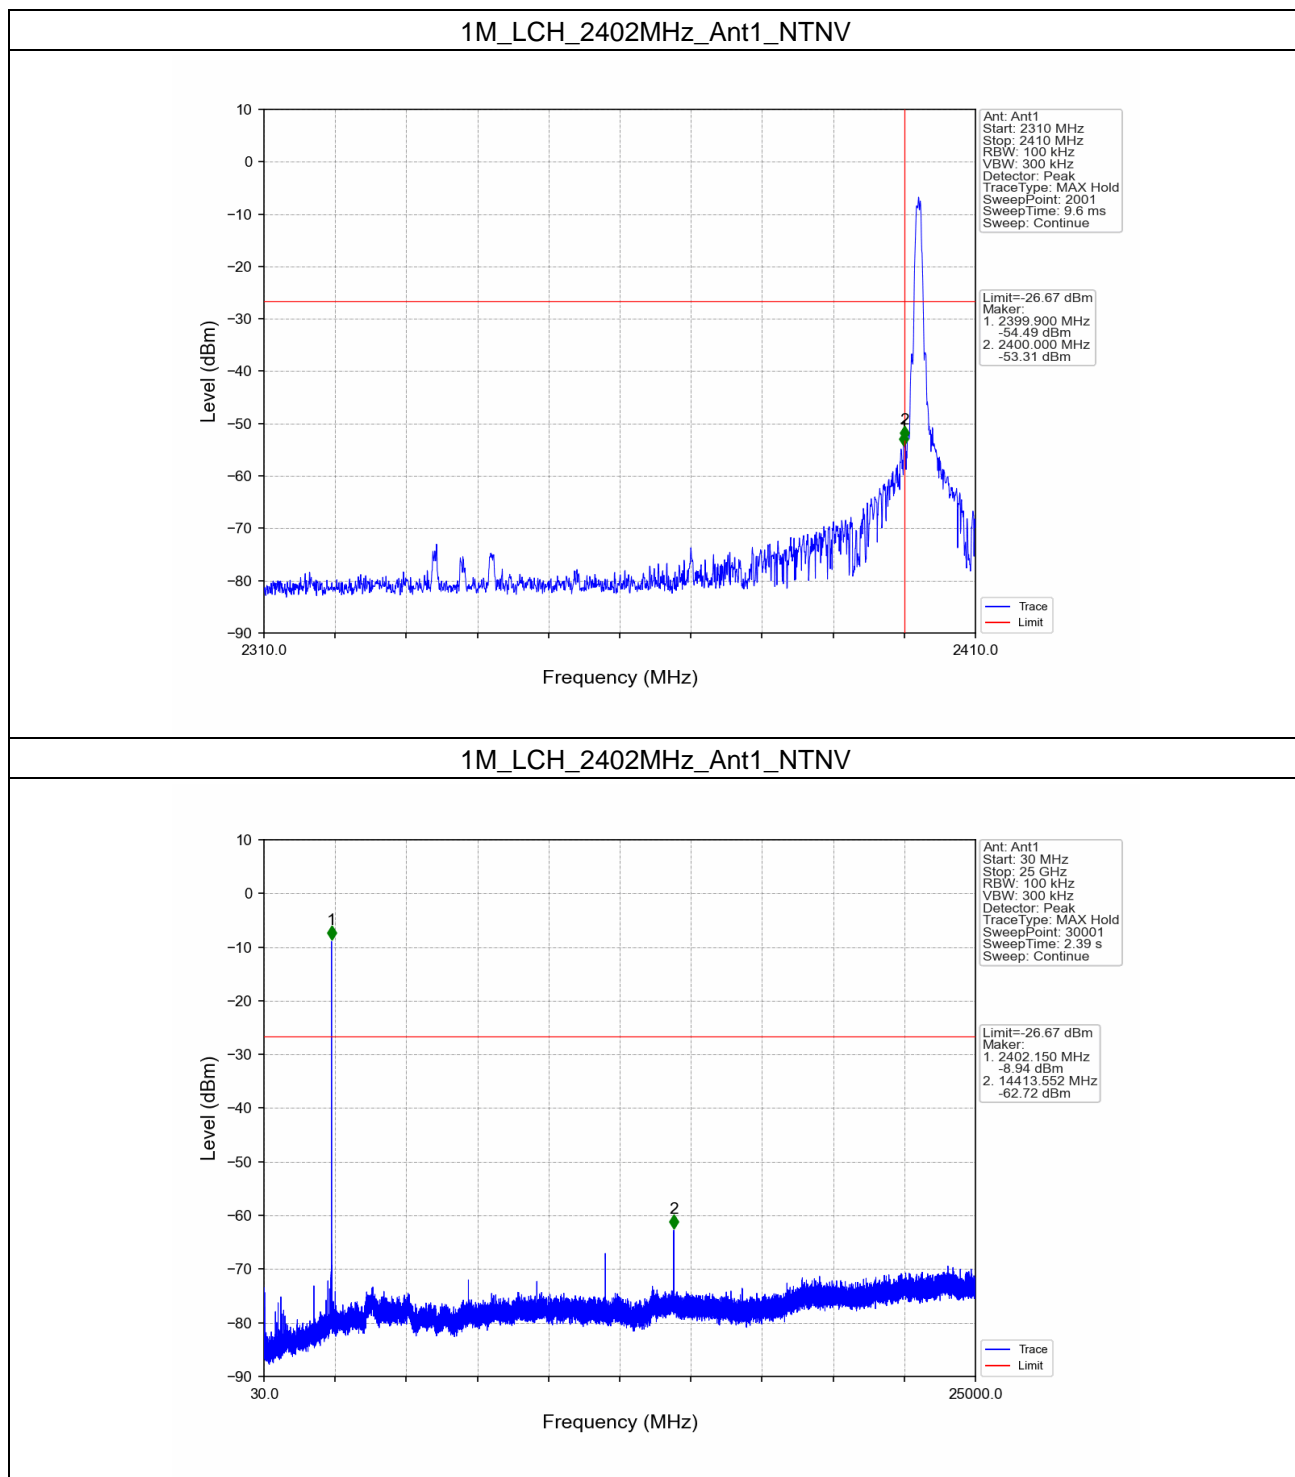 1M_LCH_2402MHz_Ant1_NTNV
10
0
−10
−20
−30
−40
−50
−60
−70
−80
−90
Level (dBm)
2310.0
2410.0
Frequency (MHz)
2
Ant: Ant1
Start: 2310 MHz
Stop: 2410 MHz
RBW: 100 kHz
VBW: 300 kHz
Detector: Peak
TraceType: MAX Hold
SweepPoint: 2001
SweepTime: 9.6 ms
Sweep: Continue
Limit=-26.67 dBm
Maker:
1. 2399.900 MHz
-54.49 dBm
2. 2400.000 MHz
-53.31 dBm
Trace
Limit
1M_LCH_2402MHz_Ant1_NTNV
10
0
−10
−20
−30
−40
−50
−60
−70
−80
−90
Level (dBm)
30.0
25000.0
Frequency (MHz)
1
2
Ant: Ant1
Start: 30 MHz
Stop: 25 GHz
RBW: 100 kHz
VBW: 300 kHz
Detector: Peak
TraceType: MAX Hold
SweepPoint: 30001
SweepTime: 2.39 s
Sweep: Continue
Limit=-26.67 dBm
Maker:
1. 2402.150 MHz
-8.94 dBm
2. 14413.552 MHz
-62.72 dBm
Trace
Limit